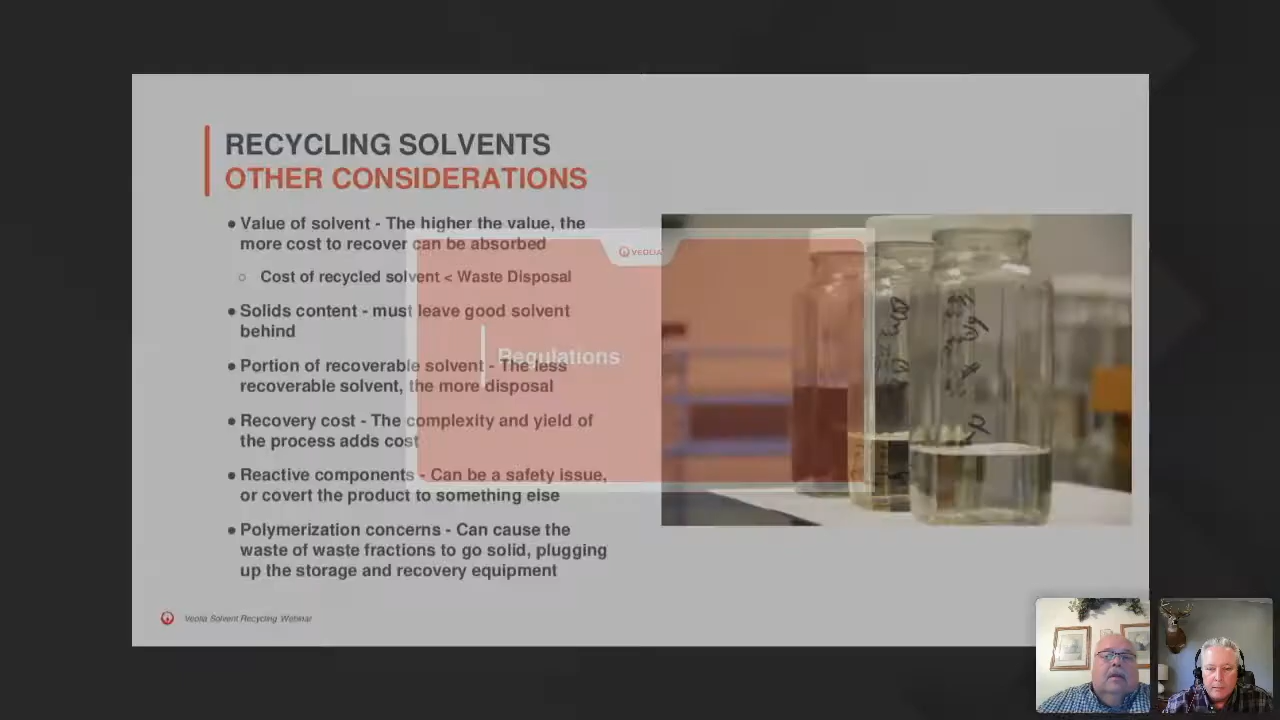 RECYCLING SOLVENTS
OTHER CONSIDERATIONS
● Value of solvent - The higher the value, the
more cost to recover can be absorbed
○ Cost of recycled solvent < Waste Disposal
● Solids content - must leave good solvent
behind
● Portion of recoverable solvent - The less
recoverable solvent, the more disposal
● Recovery cost - The complexity and yield of
the process adds cost
● Reactive components - Can be a safety issue,
or covert the product to something else
● Polymerization concerns - Can cause the
waste of waste fractions to go solid, plugging
up the storage and recovery equipment
VEOLIA
Regulations
Veolia Solvent Recycling Webinar